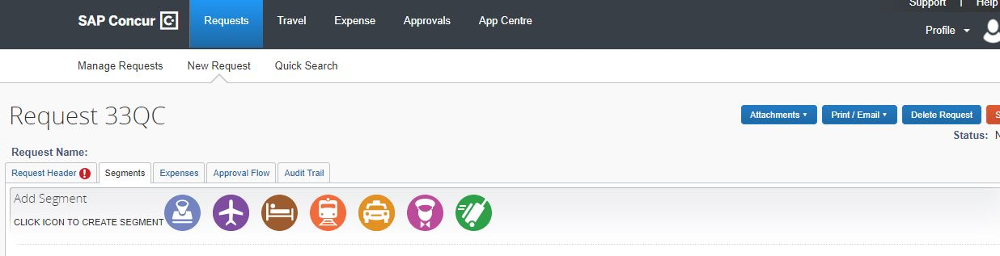 Support | Help
SAP Concur C. Requests Travel Expense Approvals App Centre
Profile
Manage Requests New Request Quick Search
Request 33QC
Attachments Print / Email Delete Request S
Status: N
Request Name:
Request Header ! Segments Expenses Approval Flow Audit Trail
Add Segment
CLICK ICON TO CREATE SEGMENT